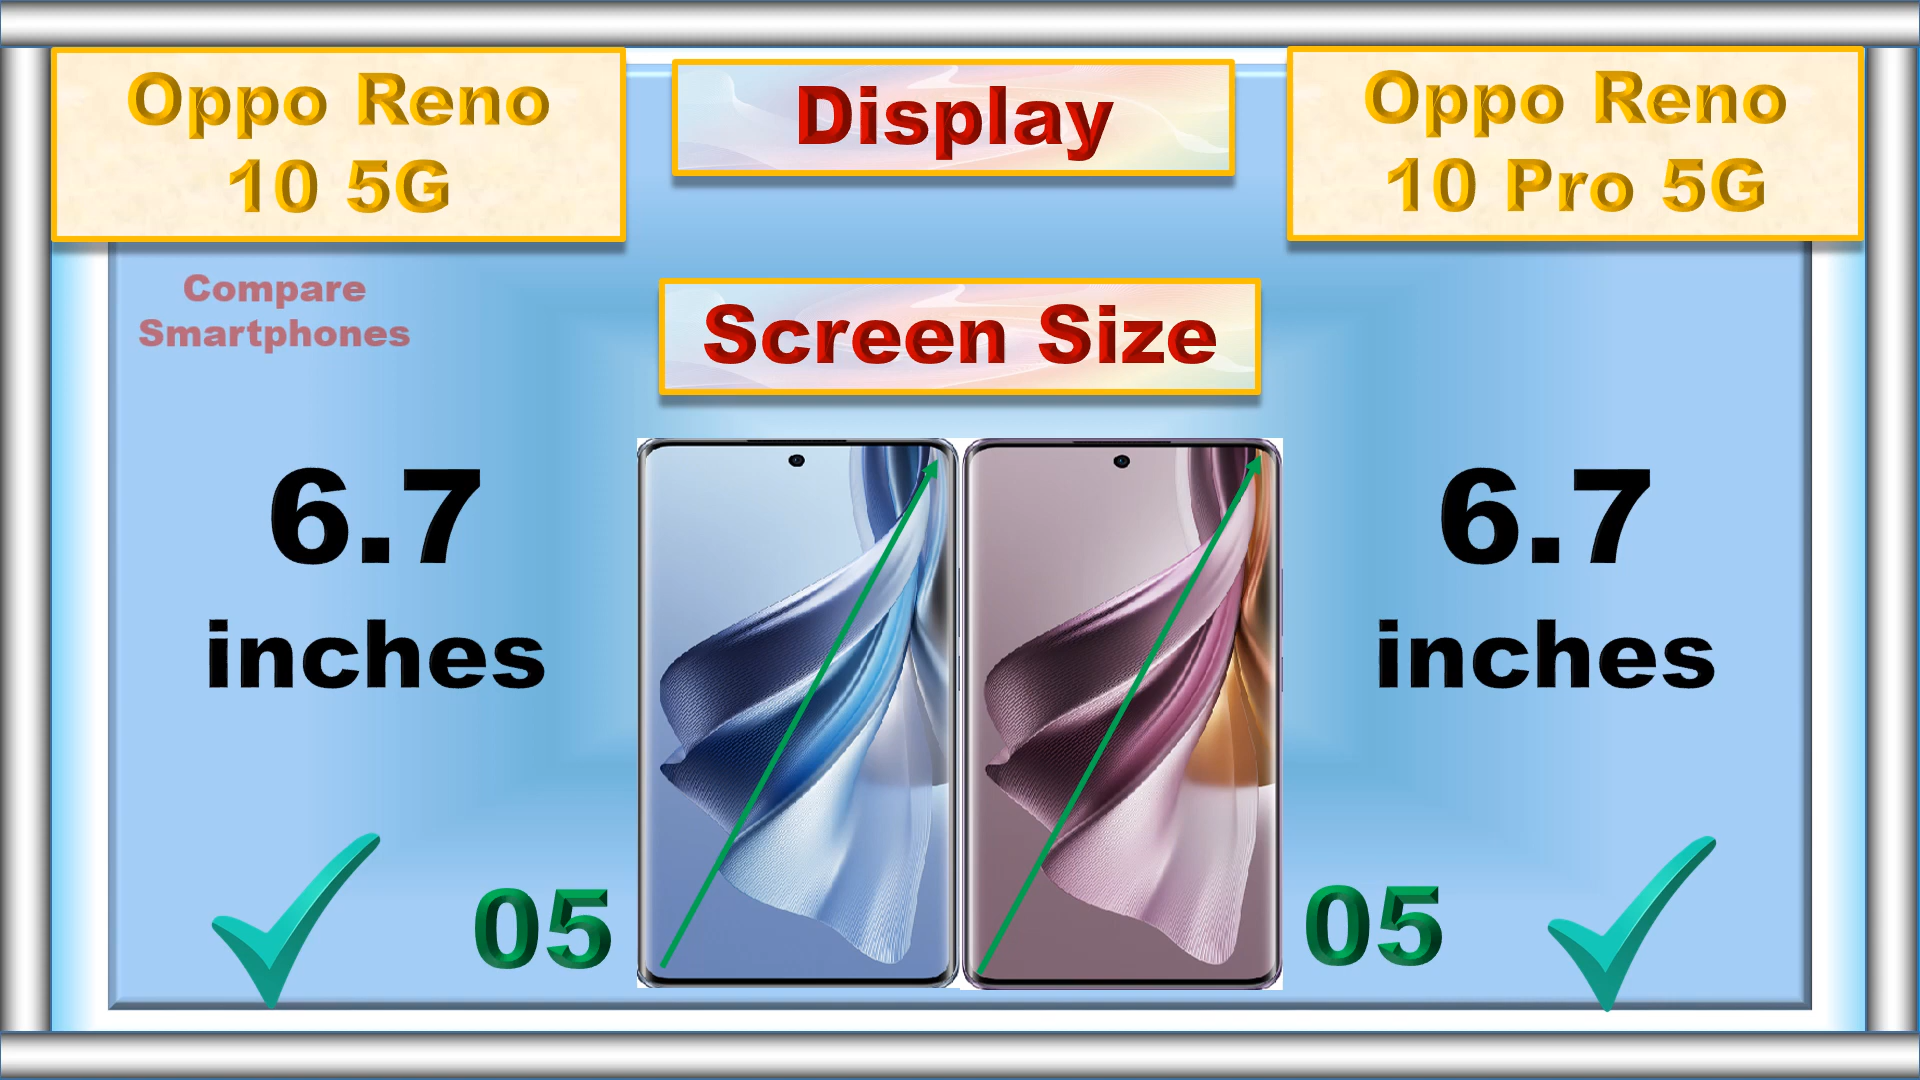 Oppo Reno
10 5G
Display
Oppo Reno
10 Pro 5G
Compare
Smartphones
Screen Size
6.7
inches
6.7
inches
05
05